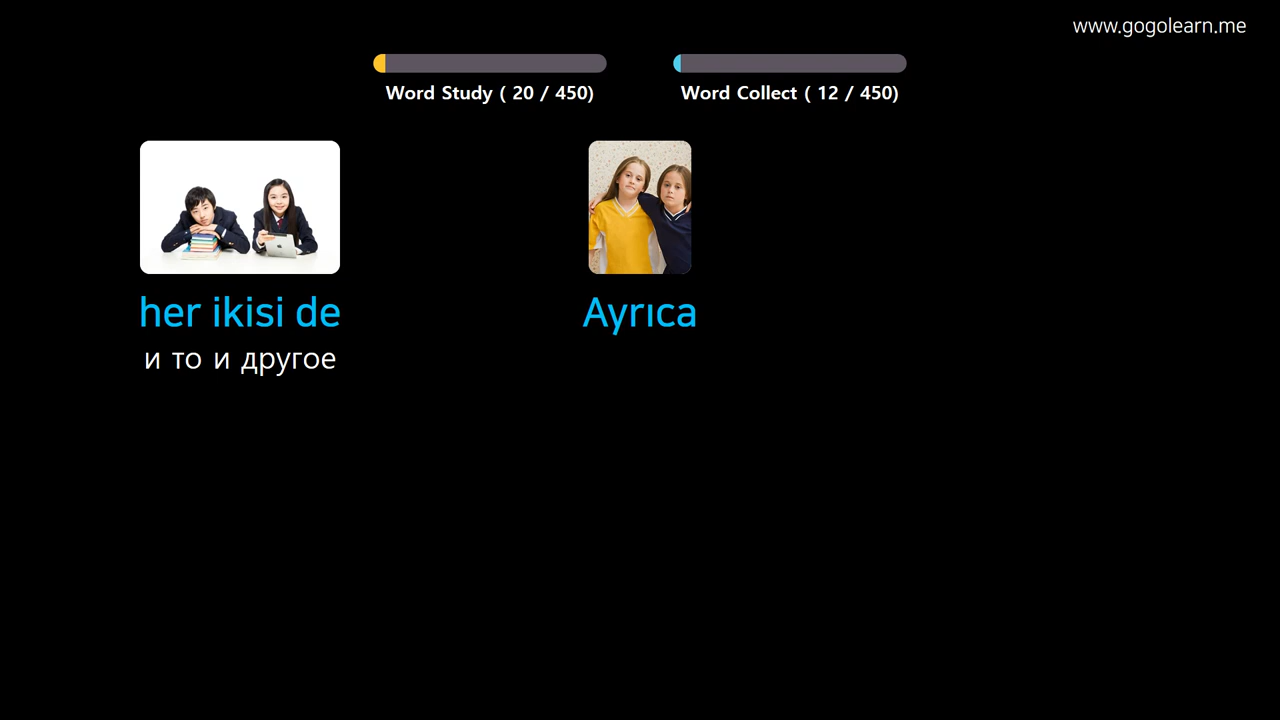 www.gogolearn.me
Word Study ( 20 / 450)
Word Collect ( 12 / 450)
her ikisi de
и то и другое
Ayrıca